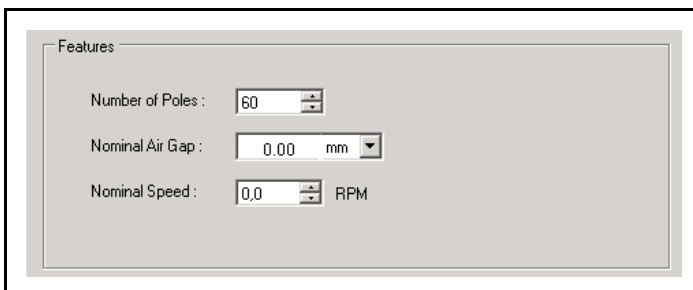 Features
Number of Poles : 60
Nominal Air Gap : 0.00 mm
Nominal Speed : 0,0 RPM